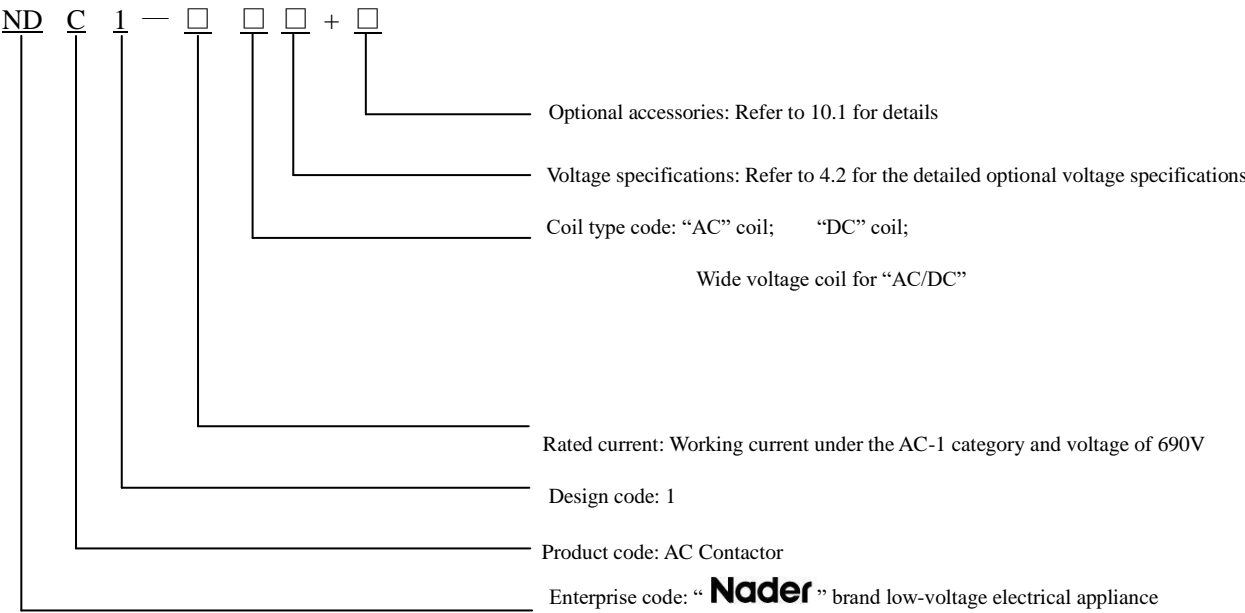 ND C 1 — □ □ □ + □
Optional accessories: Refer to 10.1 for details
Voltage specifications: Refer to 4.2 for the detailed optional voltage specifications
Coil type code: “AC” coil; “DC” coil;
Wide voltage coil for “AC/DC”
Rated current: Working current under the AC-1 category and voltage of 690V
Design code: 1
Product code: AC Contactor
Enterprise code: “ Nader ” brand low-voltage electrical appliance